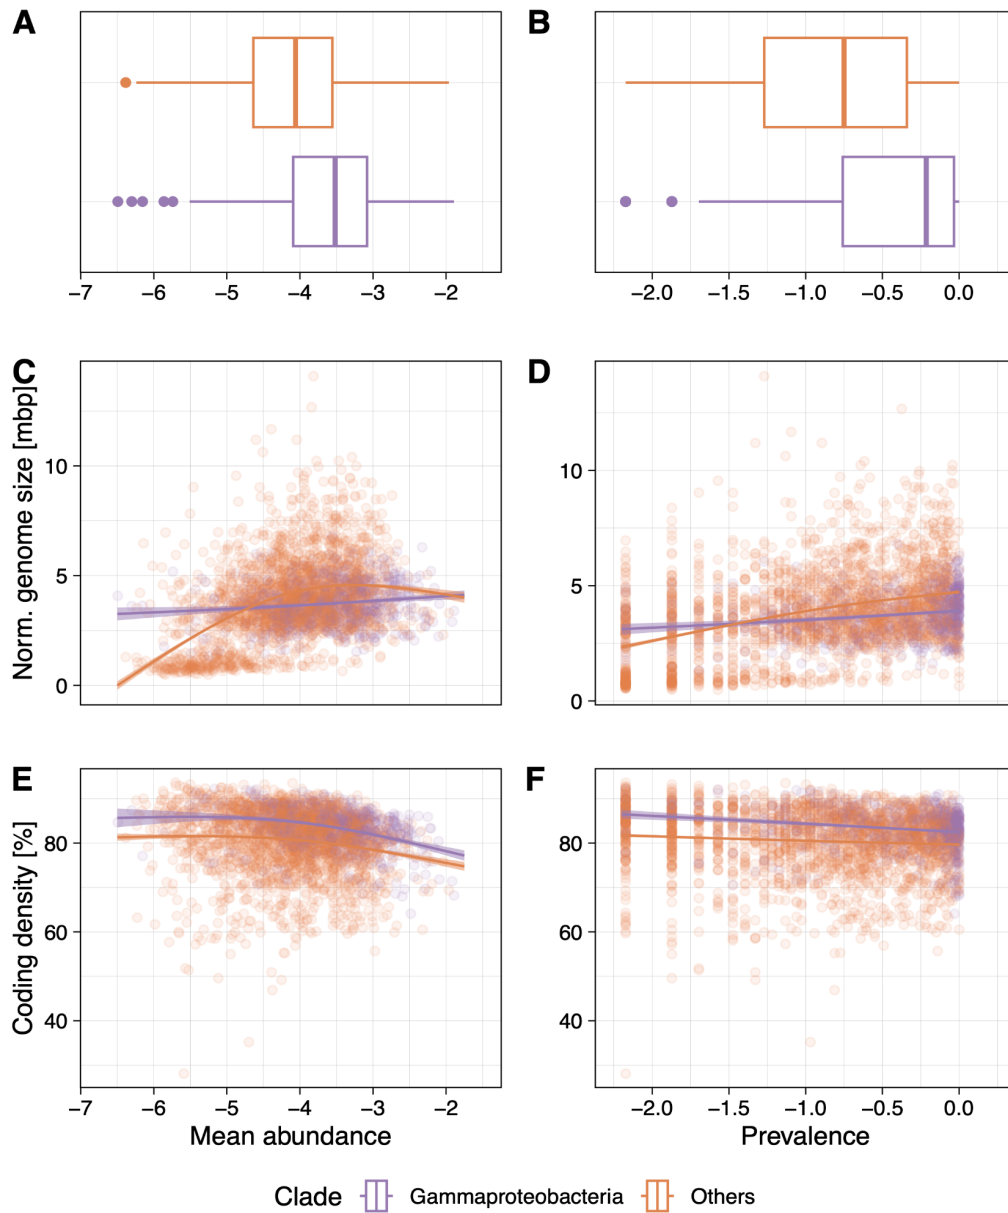 A
B
−7 −6 −5 −4 −3 −2
−2.0 −1.5 −1.0 −0.5 0.0
C
D
Norm. genome size [mbp]
10
5
0
10
5
0
E
F
Coding density [%]
80
60
40
80
60
40
−7 −6 −5 −4 −3 −2
−2.0 −1.5 −1.0 −0.5 0.0
Mean abundance
Prevalence
Clade Gammaproteobacteria Others